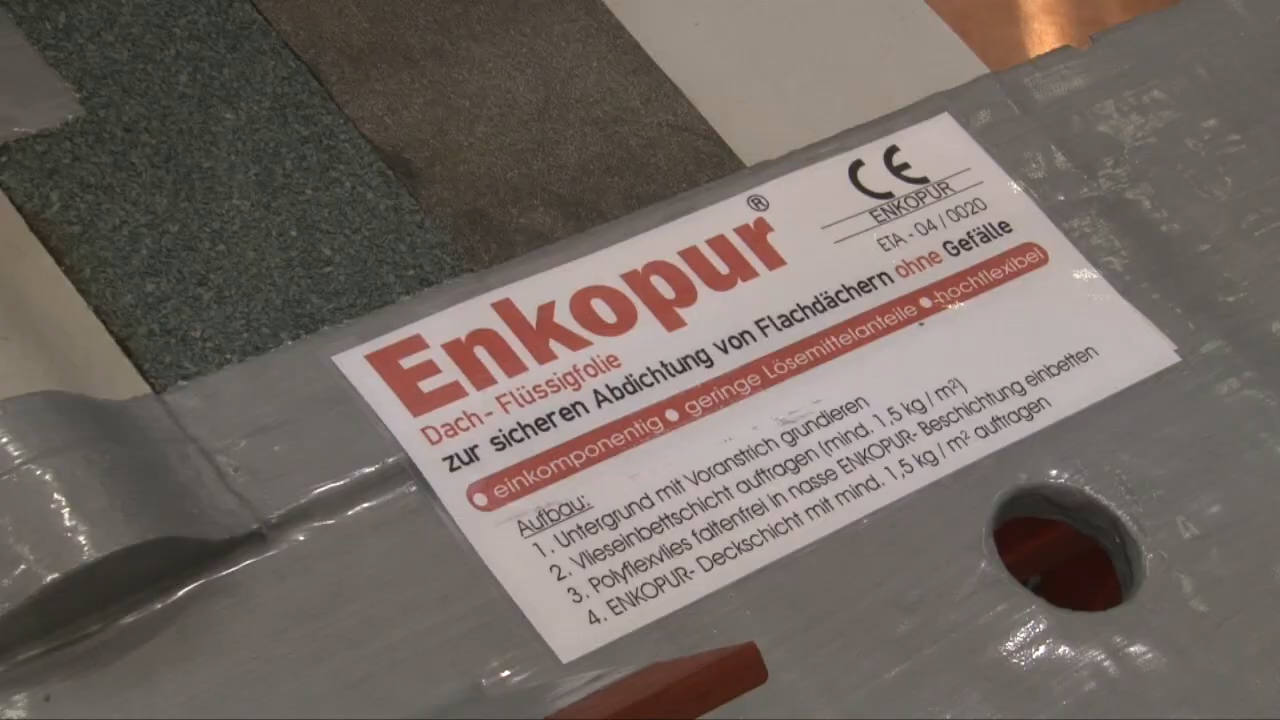 CE
ENKOPUR
ETA - 04 / 0020
Enkopur®
Dach- Flüssigfolie
zur sicheren Abdichtung von Flachdächern ohne Gefälle
einkomponentig ● geringe Lösemittelanteile ● hochflexibel
Aufbau:
1. Untergrund mit Voranstrich grundieren
2. Vlieseinbettschicht auftragen (mind. 1,5 kg / m²)
3. Polyflexvlies faltenfrei in nasse ENKOPUR- Beschichtung einbetten
4. ENKOPUR- Deckschicht mit mind. 1,5 kg / m² auftragen